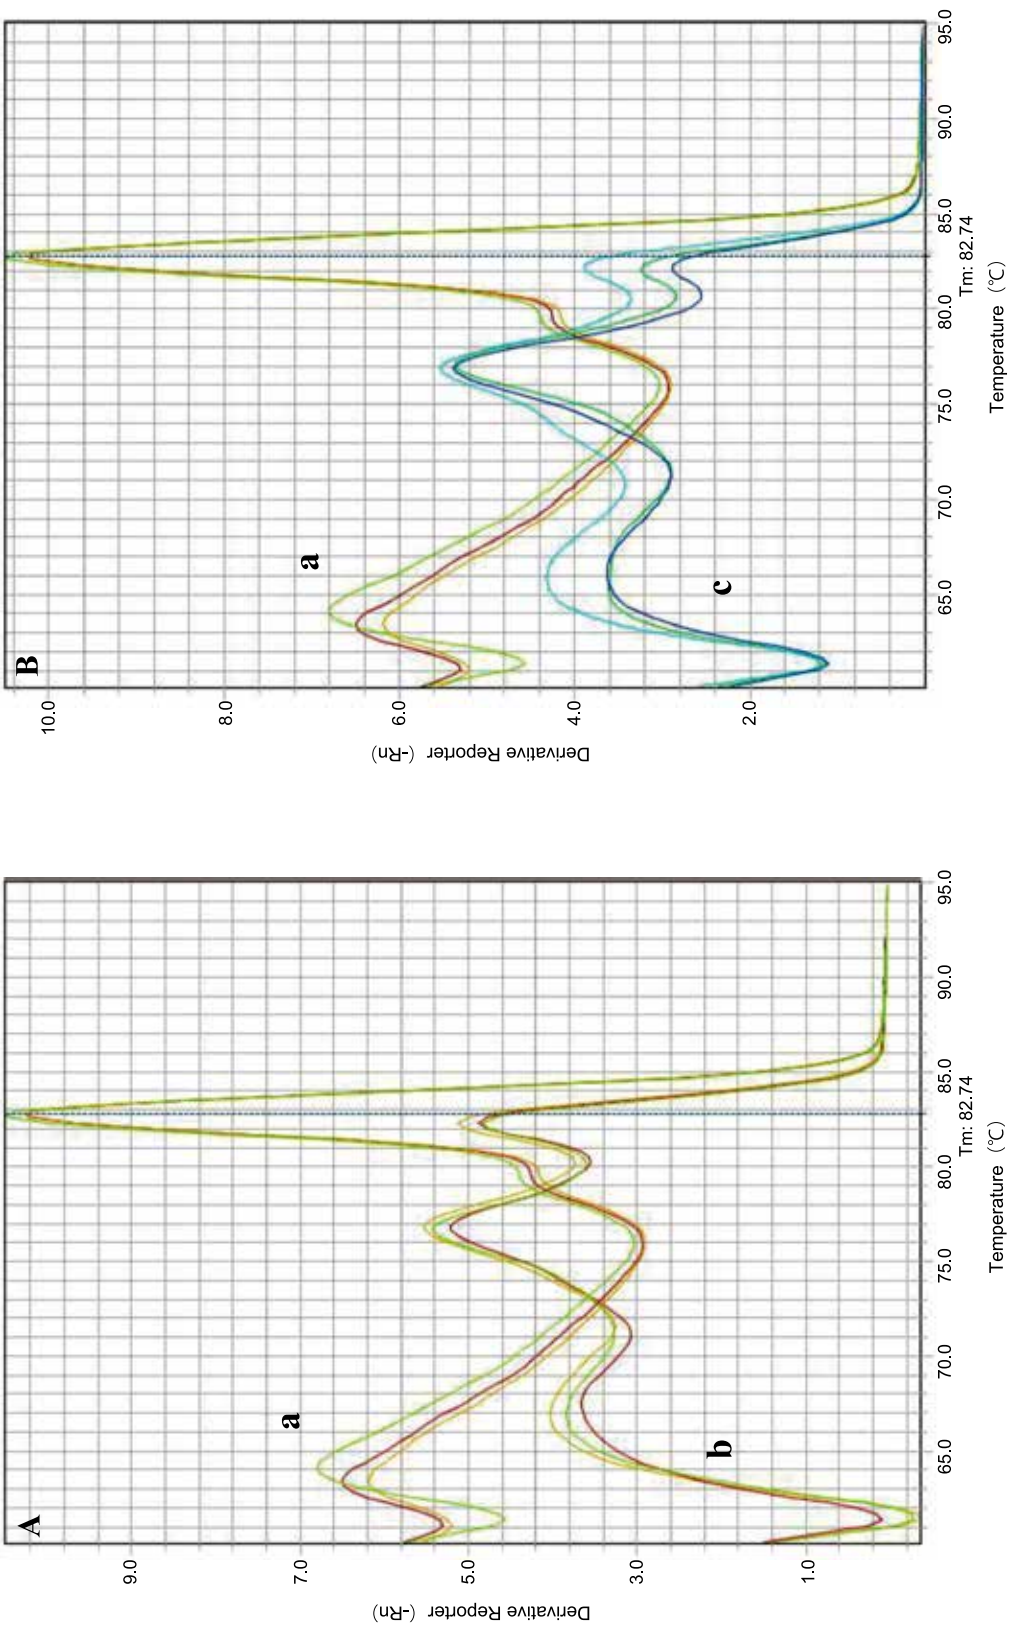 A
a
b
9.0
7.0
5.0
3.0
1.0
Derivative Reporter (-Rn)
65.0
70.0
75.0
80.0
85.0
90.0
95.0
Tm: 82.74
Temperature (℃)
B
a
c
10.0
8.0
6.0
4.0
2.0
Derivative Reporter (-Rn)
65.0
70.0
75.0
80.0
85.0
90.0
95.0
Tm: 82.74
Temperature (℃)